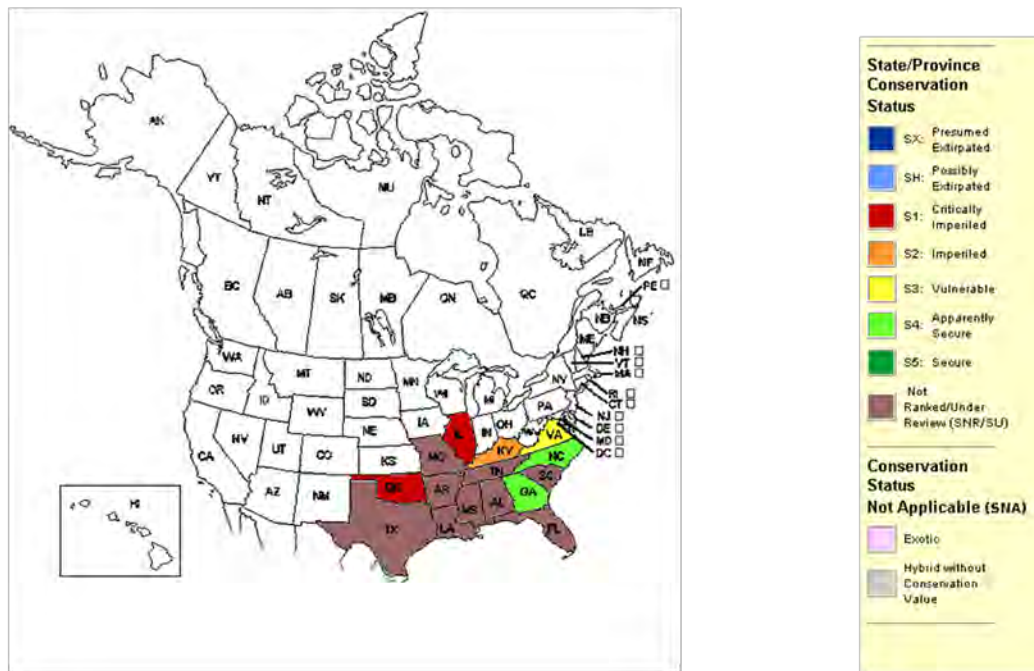 AK
YT
NT
NU
LB
NF
BC
AB
SK
MB
ON
QC
PE
NB
NS
ME
WA
MT
ND
MN
NH
VT
MA
OR
ID
SD
WI
MI
NY
RI
CT
WY
NE
IA
PA
NJ
NV
UT
CO
KS
MO
IL
IN
OH
DE
CA
KY
VA
MD
DC
AZ
NM
OK
AR
TN
NC
SC
TX
LA
MS
AL
GA
FL
HI
State/Province
Conservation
Status
SX: Presumed
Extirpated
SH: Possibly
Extirpated
S1: Critically
Imperiled
S2: Imperiled
S3: Vulnerable
S4: Apparently
Secure
S5: Secure
Not
Ranked/Under
Review (SNR/SU)
Conservation
Status
Not Applicable (SNA)
Exotic
Hybrid without
Conservation
Value